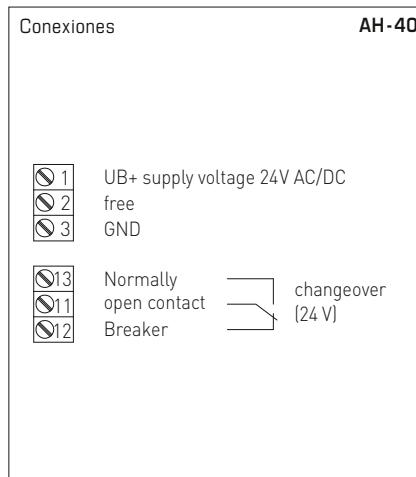 Conexiones AH-40
1 UB+ supply voltage 24V AC/DC
2 free
3 GND
13 Normally
11 open contact
12 Breaker
changeover
(24 V)